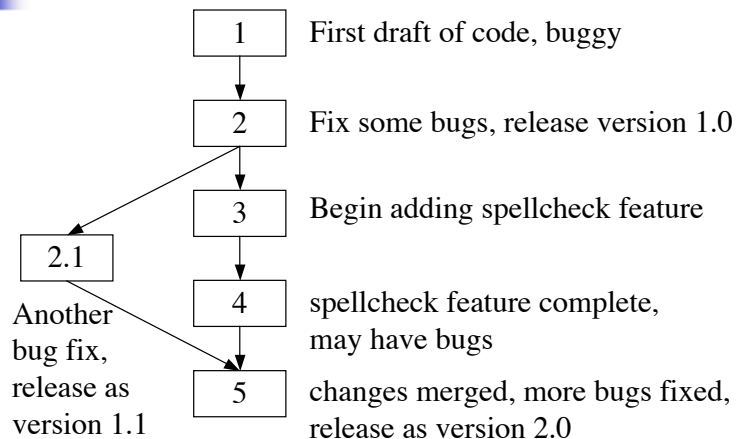 1
First draft of code, buggy
2
Fix some bugs, release version 1.0
3
Begin adding spellcheck feature
2.1
Another
bug fix,
release as
version 1.1
4
spellcheck feature complete,
may have bugs
5
changes merged, more bugs fixed,
release as version 2.0